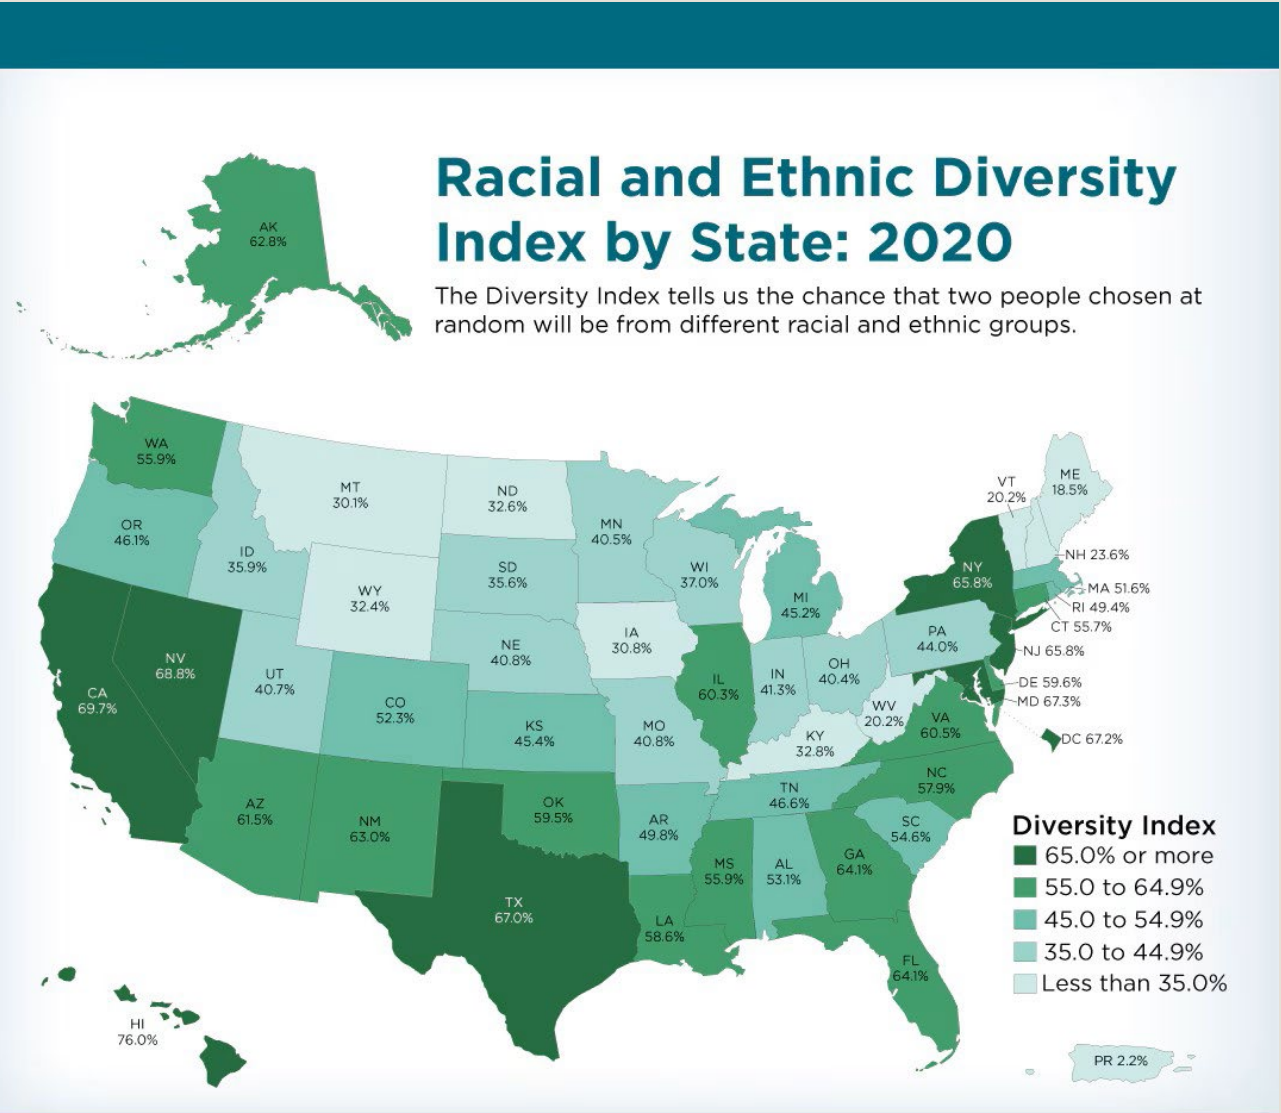 Racial and Ethnic Diversity
Index by State: 2020
The Diversity Index tells us the chance that two people chosen at
random will be from different racial and ethnic groups.
AK
62.8%
WA
55.9%
MT
30.1%
ND
32.6%
MN
40.5%
VT
20.2%
ME
18.5%
OR
46.1%
ID
35.9%
WY
32.4%
SD
35.6%
WI
37.0%
MI
45.2%
NY
65.8%
NH 23.6%
MA 51.6%
RI 49.4%
CT 55.7%
NV
68.8%
CA
69.7%
UT
40.7%
CO
52.3%
NE
40.8%
IA
30.8%
IL
60.3%
IN
41.3%
OH
40.4%
PA
44.0%
NJ 65.8%
DE 59.6%
MD 67.3%
DC 67.2%
KS
45.4%
MO
40.8%
KY
32.8%
WV
20.2%
VA
60.5%
AZ
61.5%
NM
63.0%
OK
59.5%
AR
49.8%
TN
46.6%
NC
57.9%
SC
54.6%
TX
67.0%
LA
58.6%
MS
55.9%
AL
53.1%
GA
64.1%
FL
64.1%
HI
76.0%
PR 2.2%
Diversity Index
65.0% or more
55.0 to 64.9%
45.0 to 54.9%
35.0 to 44.9%
Less than 35.0%